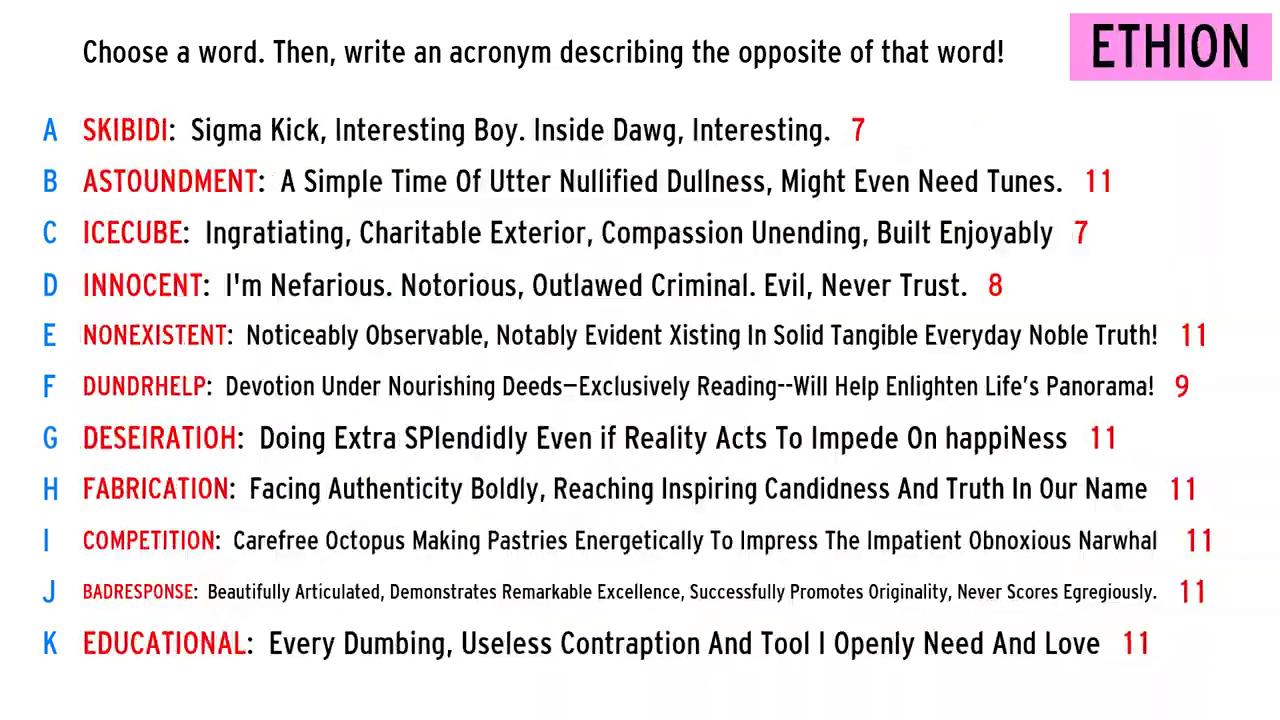 Choose a word. Then, write an acronym describing the opposite of that word!
ETHION
A SKIBIDI: Sigma Kick, Interesting Boy. Inside Dawg, Interesting. 7
B ASTOUNDMENT: A Simple Time Of Utter Nullified Dullness, Might Even Need Tunes. 11
C ICECUBE: Ingratiating, Charitable Exterior, Compassion Unending, Built Enjoyably 7
D INNOCENT: I'm Nefarious. Notorious, Outlawed Criminal. Evil, Never Trust. 8
E NONEXISTENT: Noticeably Observable, Notably Evident Xisting In Solid Tangible Everyday Noble Truth! 11
F DUNDRHELP: Devotion Under Nourishing Deeds—Exclusively Reading--Will Help Enlighten Life's Panorama! 9
G DESEIRATIOH: Doing Extra SPlendidly Even if Reality Acts To Impede On happiNess 11
H FABRICATION: Facing Authenticity Boldly, Reaching Inspiring Candidness And Truth In Our Name 11
I COMPETITION: Carefree Octopus Making Pastries Energetically To Impress The Impatient Obnoxious Narwhal 11
J BADRESPONSE: Beautifully Articulated, Demonstrates Remarkable Excellence, Successfully Promotes Originality, Never Scores Egregiously. 11
K EDUCATIONAL: Every Dumbing, Useless Contraption And Tool I Openly Need And Love 11